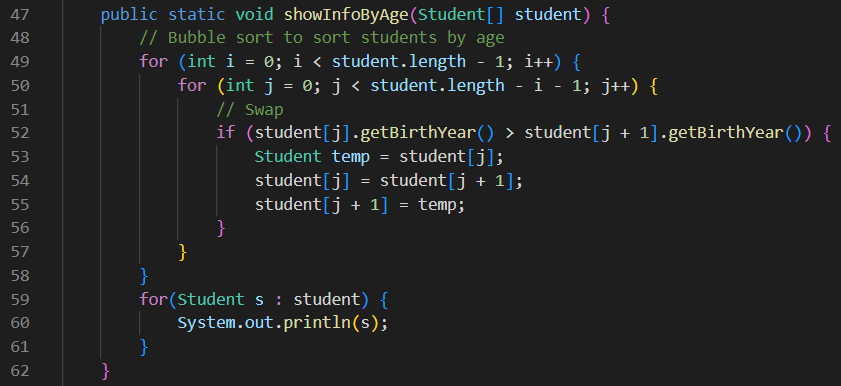 47 public static void showInfoByAge(Student[] student) {
48 // Bubble sort to sort students by age
49 for (int i = 0; i < student.length - 1; i++) {
50 for (int j = 0; j < student.length - i - 1; j++) {
51 // Swap
52 if (student[j].getBirthYear() > student[j + 1].getBirthYear()) {
53 Student temp = student[j];
54 student[j] = student[j + 1];
55 student[j + 1] = temp;
56 }
57 }
58 }
59 for(Student s : student) {
60 System.out.println(s);
61 }
62 }